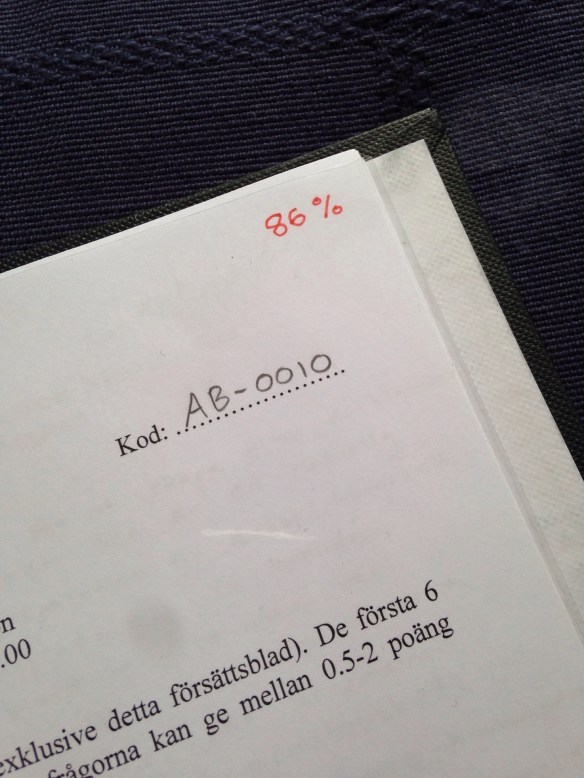 86%
Kod: AB-0010
n
.00
exklusive detta försättsblad). De första 6
frågorna kan ge mellan 0.5-2 poäng